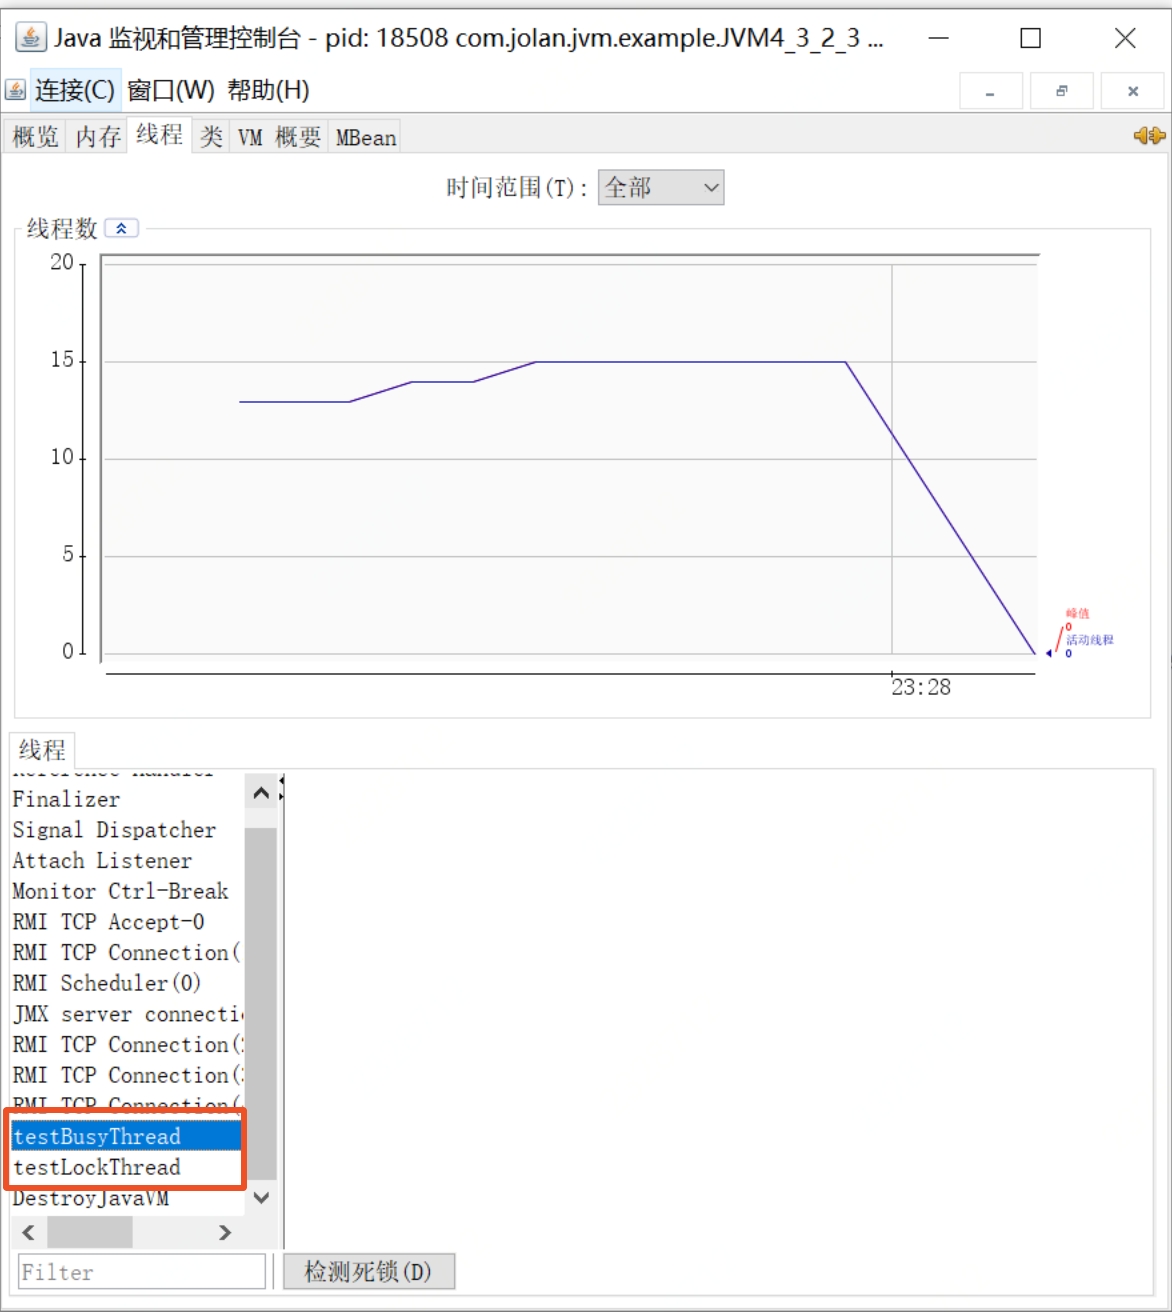 Java 监视和管理控制台 - pid: 18508 com.jolan.jvm.example.JVM4_3_2_3 ...
连接(C) 窗口(W) 帮助(H)
概览 内存 线程 类 VM 概要 MBean
时间范围(T): 全部
线程数
20
15
10
5
0
峰值
0
活动线程
0
23:28
线程
Reference Handler
Finalizer
Signal Dispatcher
Attach Listener
Monitor Ctrl-Break
RMI TCP Accept-0
RMI TCP Connection(
RMI Scheduler(0)
JMX server connecti
RMI TCP Connection(
RMI TCP Connection(
RMI TCP Connection(
testBusyThread
testLockThread
DestroyJavaVM
Filter 检测死锁(D)